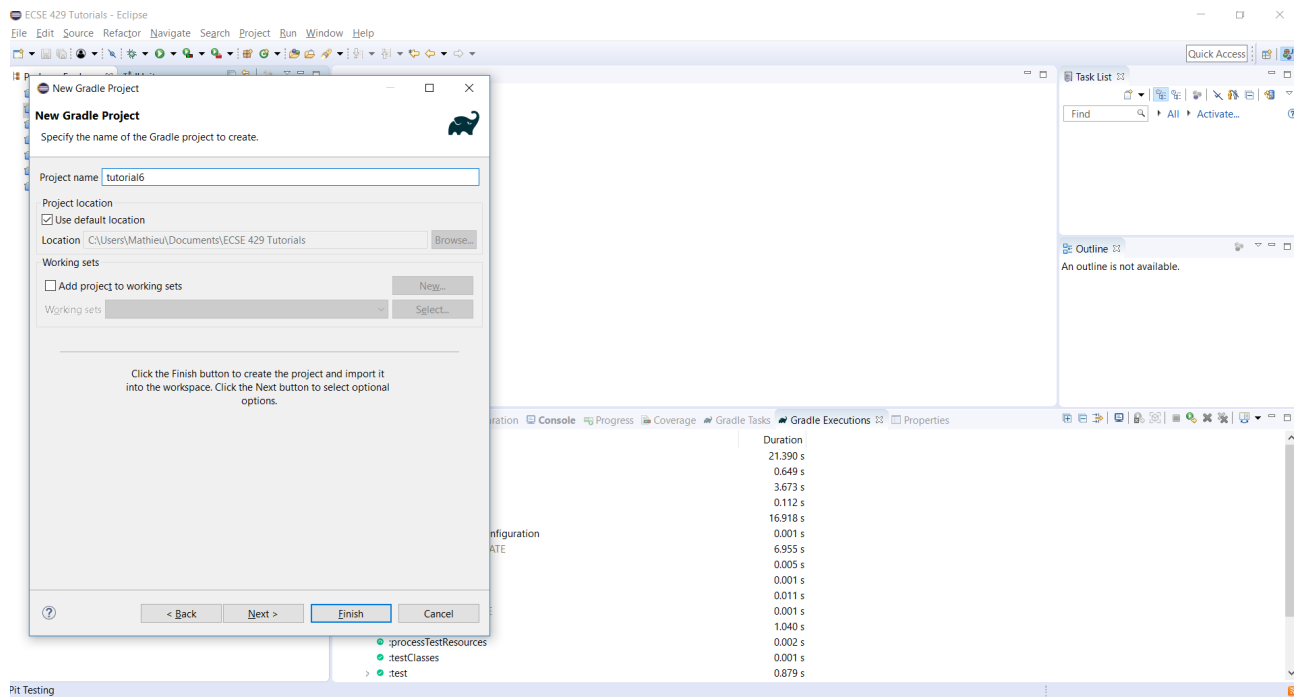 ECSE 429 Tutorials - Eclipse
File Edit Source Refactor Navigate Search Project Run Window Help
Quick Access
New Gradle Project
New Gradle Project
Specify the name of the Gradle project to create.
Project name tutorial6
Project location
Use default location
Location C:\Users\Mathieu\Documents\ECSE 429 Tutorials Browse...
Working sets
Add project to working sets New...
Working sets Select...
Click the Finish button to create the project and import it
into the workspace. Click the Next button to select optional
options.
< Back Next > Finish Cancel
Task List
Find All Activate...
Outline
An outline is not available.
ration Console Progress Coverage Gradle Tasks Gradle Executions Properties
Duration
21.390 s
0.649 s
3.673 s
0.112 s
16.918 s
nfiguration 0.001 s
ATE 6.955 s
0.005 s
0.001 s
0.011 s
0.001 s
1.040 s
:processTestResources 0.002 s
:testClasses 0.001 s
:test 0.879 s
Pit Testing